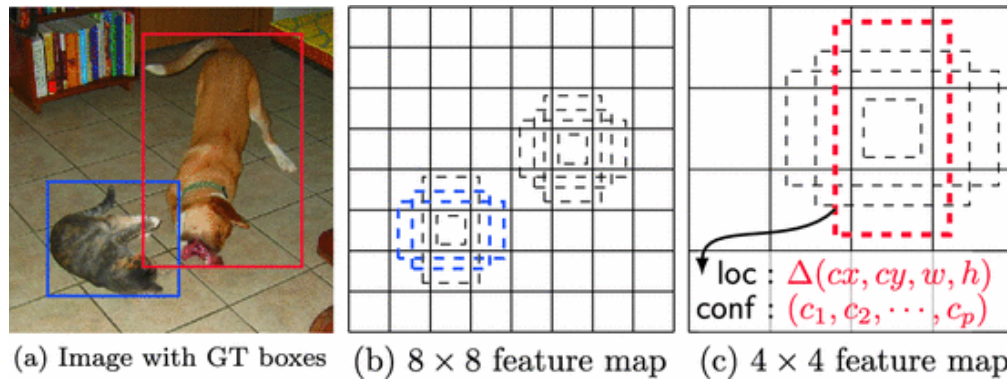 loc : Δ(cx, cy, w, h)
conf : (c₁, c₂, ⋯, cₚ)
(a) Image with GT boxes
(b) 8 × 8 feature map
(c) 4 × 4 feature map